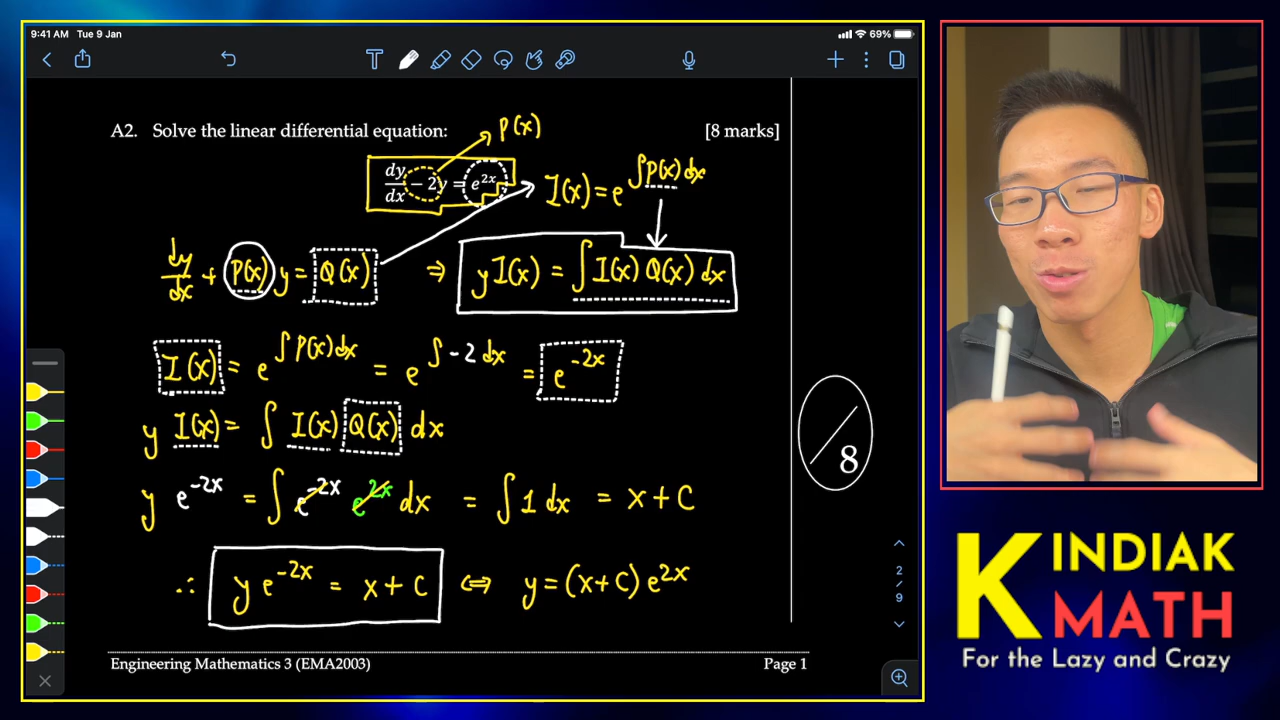 9:41 AM Tue 9 Jan 69%
A2. Solve the linear differential equation: [8 marks]
P(x)
dy/dx − 2y = e^{2x}
I(x) = e^{∫P(x)dx}
dy/dx + P(x) y = Q(x) ⇒ y I(x) = ∫ I(x) Q(x) dx
I(x) = e^{∫P(x)dx} = e^{∫-2 dx} = e^{-2x}
y I(x) = ∫ I(x) Q(x) dx
/8
y e^{-2x} = ∫ e^{-2x} e^{2x} dx = ∫ 1 dx = x + C
∴ y e^{-2x} = x + C ⇔ y = (x + C) e^{2x}
2/9
Engineering Mathematics 3 (EMA2003) Page 1
KINDIAK
MATH
For the Lazy and Crazy